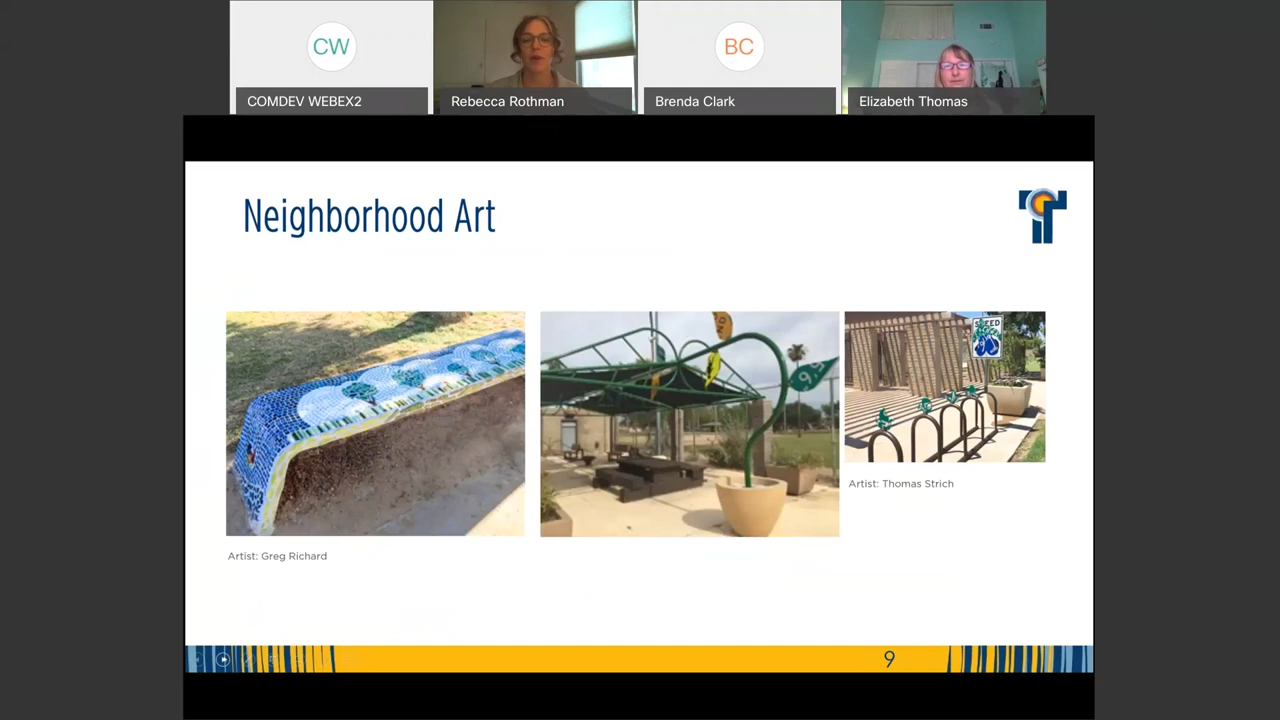 CW
BC
COMDEV WEBEX2
Rebecca Rothman
Brenda Clark
Elizabeth Thomas
Neighborhood Art
Artist: Thomas Strich
Artist: Greg Richard
9